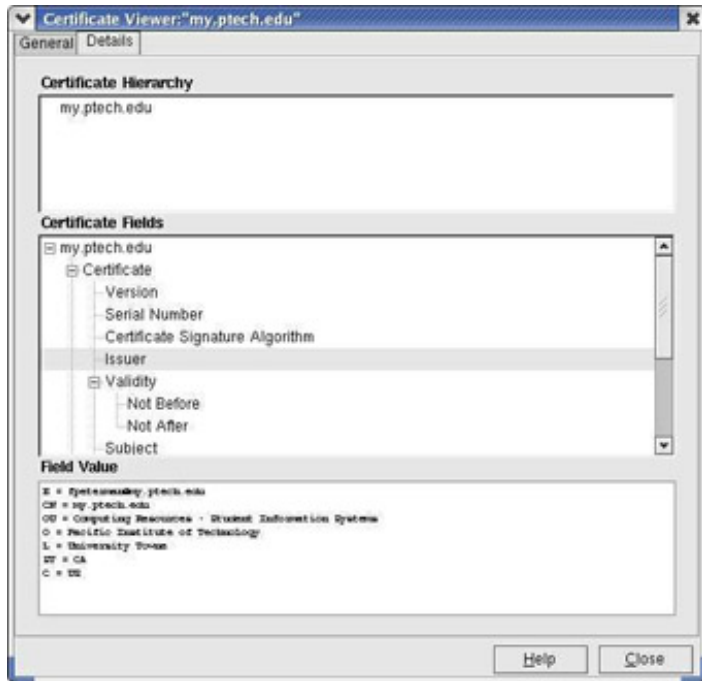 Certificate Viewer:"my.ptech.edu"
General Details
Certificate Hierarchy
my.ptech.edu
Certificate Fields
my.ptech.edu
Certificate
Version
Serial Number
Certificate Signature Algorithm
Issuer
Validity
Not Before
Not After
Subject
Field Value
E =
CN = my.ptech.edu
OU = Computing Resources - Student Information Systems
O = Pacific Institute of Technology
L = University Town
ST = CA
C = US
Help Close